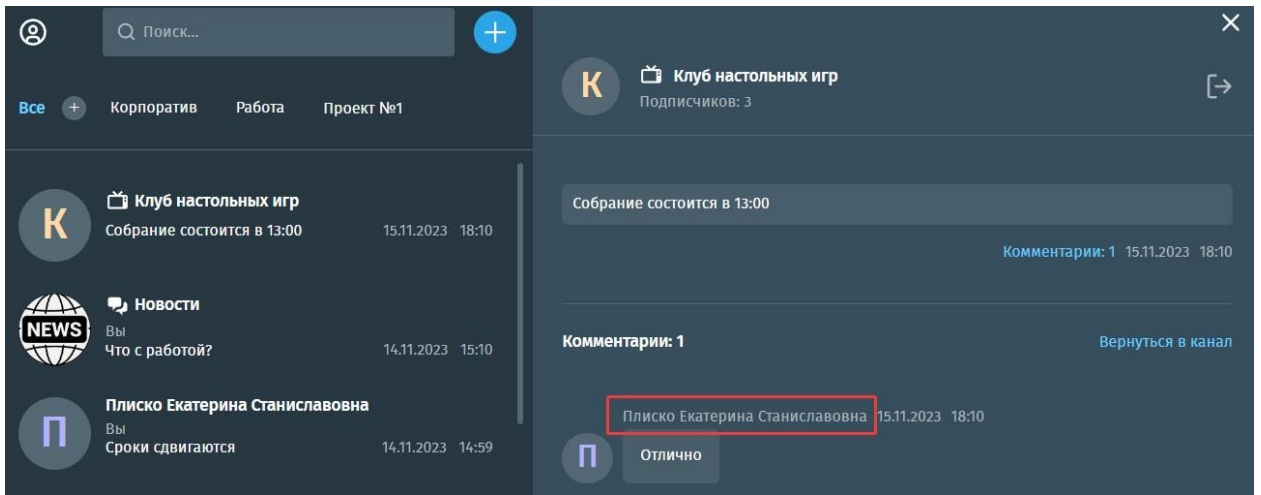 Поиск...
Все + Корпоратив Работа Проект №1
К
Клуб настольных игр
Собрание состоится в 13:00 15.11.2023 18:10
NEWS
Новости
Вы
Что с работой? 14.11.2023 15:10
П
Плиско Екатерина Станиславовна
Вы
Сроки сдвигаются 14.11.2023 14:59
К
Клуб настольных игр
Подписчиков: 3
Собрание состоится в 13:00
Комментарии: 1 15.11.2023 18:10
Комментарии: 1 Вернуться в канал
Плиско Екатерина Станиславовна 15.11.2023 18:10
П
Отлично